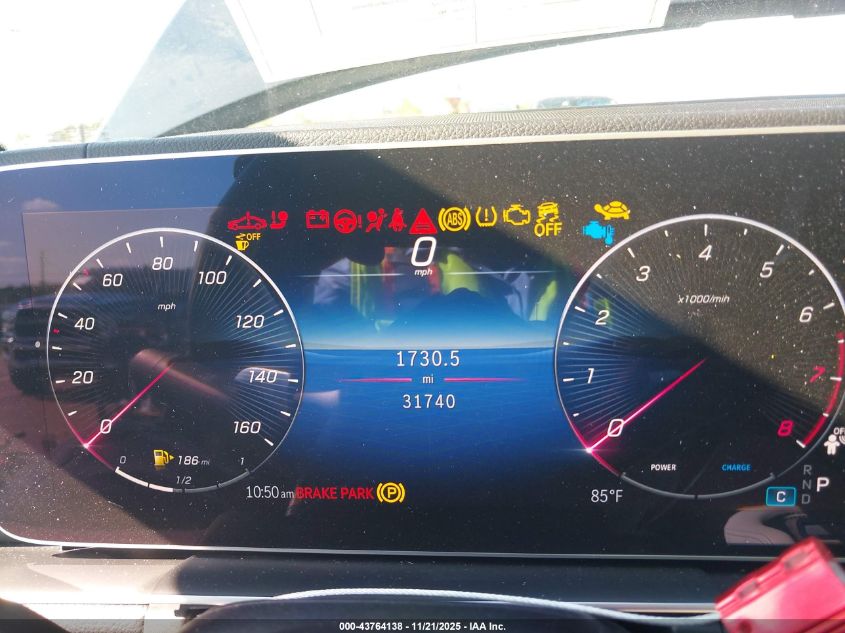 OFF
ABS
OFF
0
mph
0
20
40
60
80
100
120
140
160
mph
0
1/2
1
186 mi
10:50 am
BRAKE PARK
P
1730.5
mi
31740
0
1
2
3
4
5
6
7
8
x1000/min
POWER
CHARGE
85°F
C
OFF
R
N
D
P
000-43764138 - 11/21/2025 - IAA Inc.